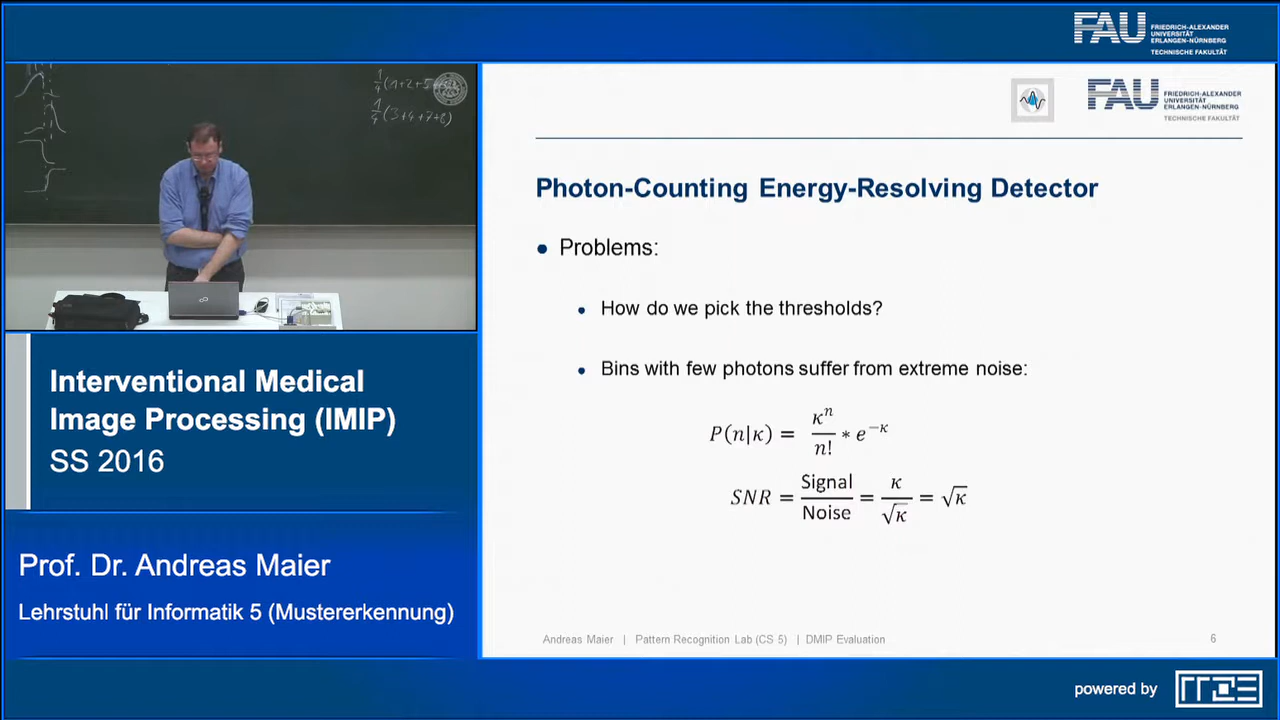 FAU FRIEDRICH-ALEXANDER
UNIVERSITÄT
ERLANGEN-NÜRNBERG
TECHNISCHE FAKULTÄT
FAU FRIEDRICH-ALEXANDER
UNIVERSITÄT
ERLANGEN-NÜRNBERG
TECHNISCHE FAKULTÄT
Photon-Counting Energy-Resolving Detector
• Problems:
• How do we pick the thresholds?
• Bins with few photons suffer from extreme noise:
P(n|κ) = κⁿ/n! * e^−κ
SNR = Signal/Noise = κ/√κ = √κ
Interventional Medical
Image Processing (IMIP)
SS 2016
Prof. Dr. Andreas Maier
Lehrstuhl für Informatik 5 (Mustererkennung)
Andreas Maier | Pattern Recognition Lab (CS 5) | DMIP Evaluation 6
powered by